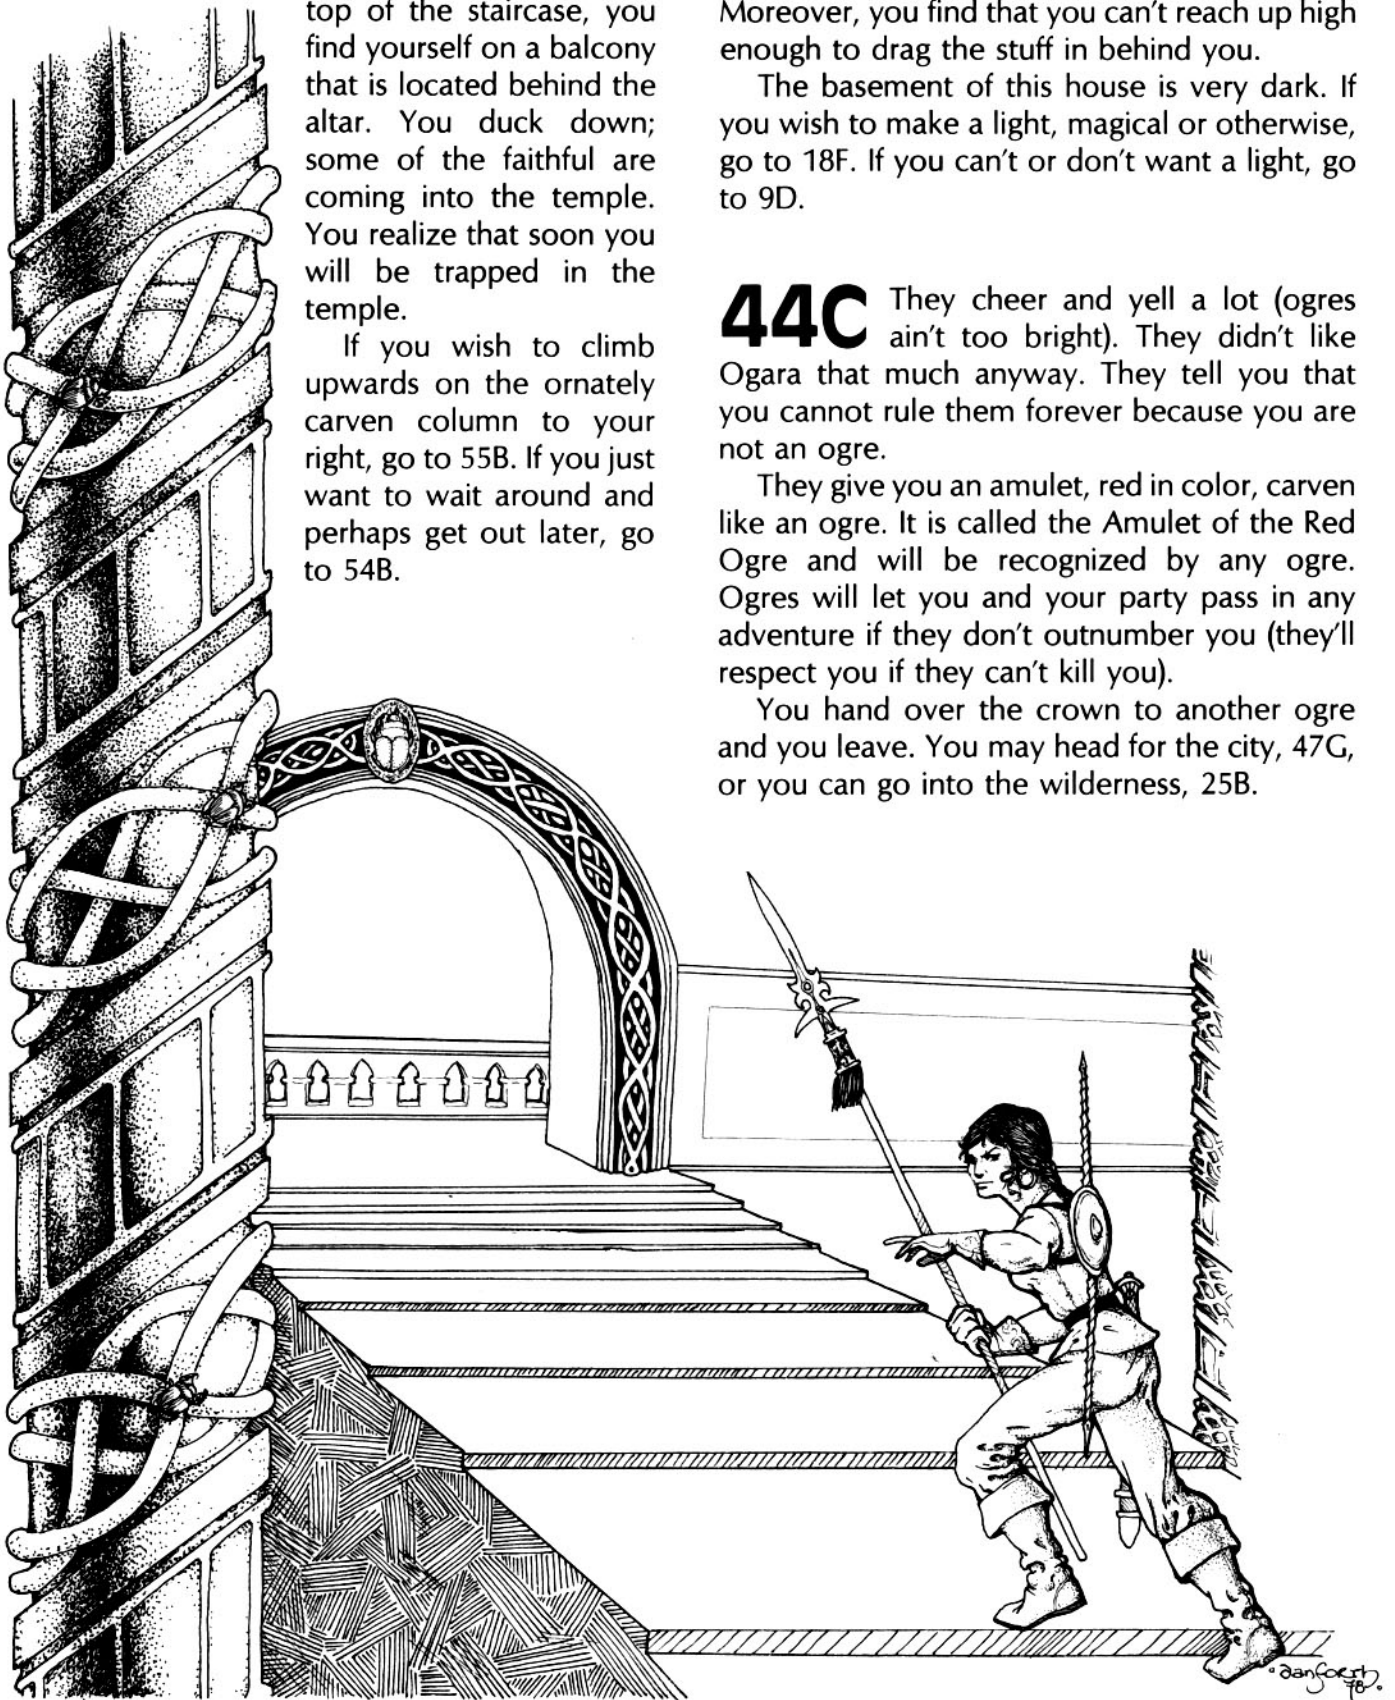 top of the staircase, you
find yourself on a balcony
that is located behind the
altar. You duck down;
some of the faithful are
coming into the temple.
You realize that soon you
will be trapped in the
temple.
If you wish to climb
upwards on the ornately
carven column to your
right, go to 55B. If you just
want to wait around and
perhaps get out later, go
to 54B.
Moreover, you find that you can't reach up high
enough to drag the stuff in behind you.
The basement of this house is very dark. If
you wish to make a light, magical or otherwise,
go to 18F. If you can't or don't want a light, go
to 9D.
44C They cheer and yell a lot (ogres
ain't too bright). They didn't like
Ogara that much anyway. They tell you that
you cannot rule them forever because you are
not an ogre.
They give you an amulet, red in color, carven
like an ogre. It is called the Amulet of the Red
Ogre and will be recognized by any ogre.
Ogres will let you and your party pass in any
adventure if they don't outnumber you (they'll
respect you if they can't kill you).
You hand over the crown to another ogre
and you leave. You may head for the city, 47G,
or you can go into the wilderness, 25B.
danforth
78